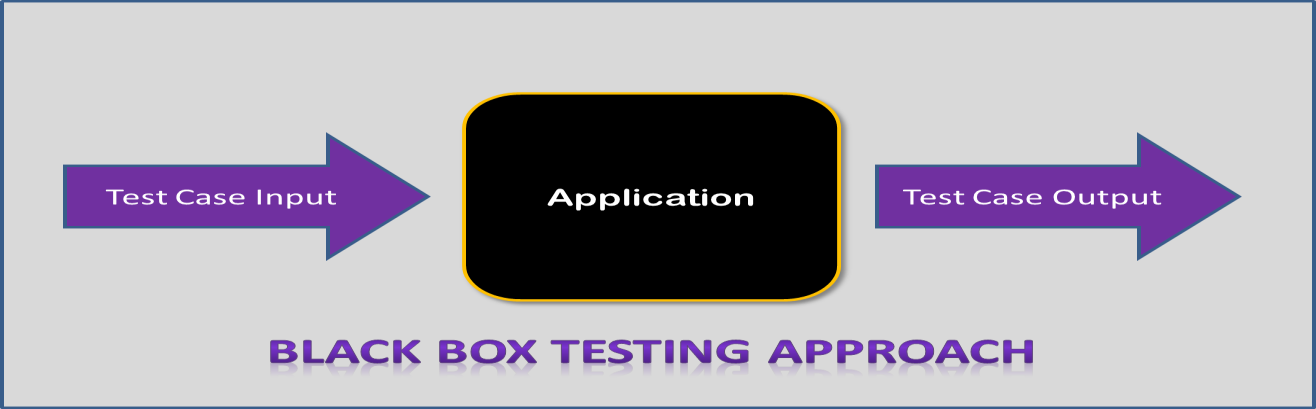 Test Case Input
Application
Test Case Output
BLACK BOX TESTING APPROACH